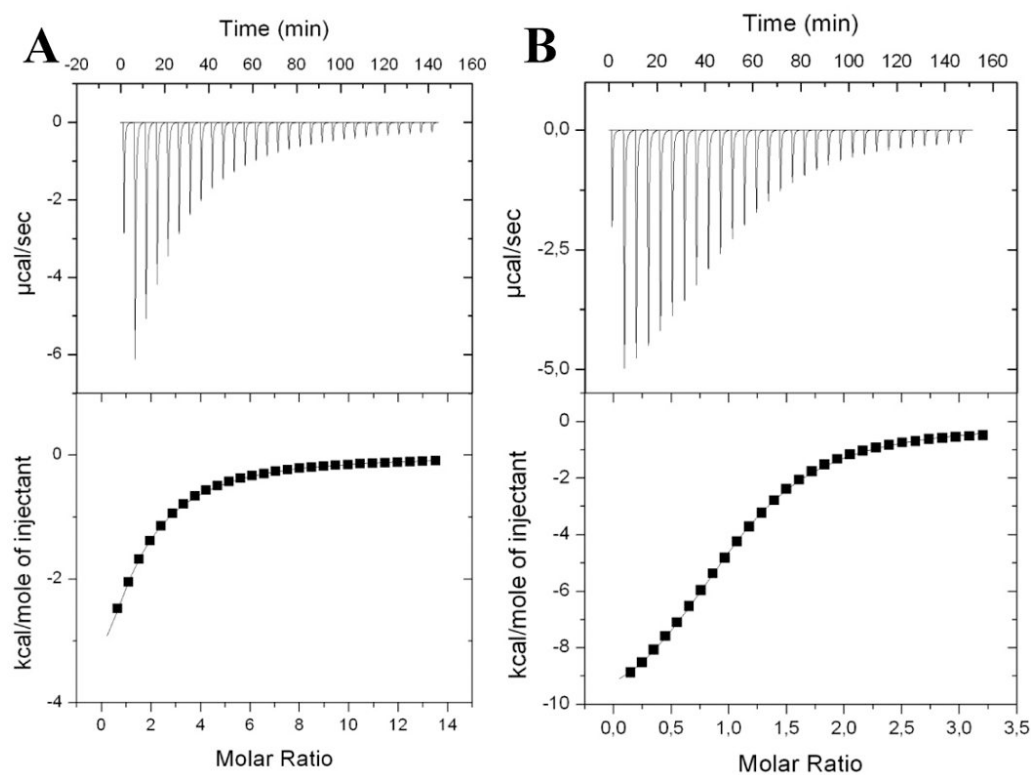 A
Time (min)
-20 0 20 40 60 80 100 120 140 160
0
-2
-4
-6
µcal/sec
0
-2
-4
kcal/mole of injectant
0 2 4 6 8 10 12 14
Molar Ratio
B
Time (min)
0 20 40 60 80 100 120 140 160
0,0
-2,5
-5,0
µcal/sec
0
-2
-4
-6
-8
-10
kcal/mole of injectant
0,0 0,5 1,0 1,5 2,0 2,5 3,0 3,5
Molar Ratio